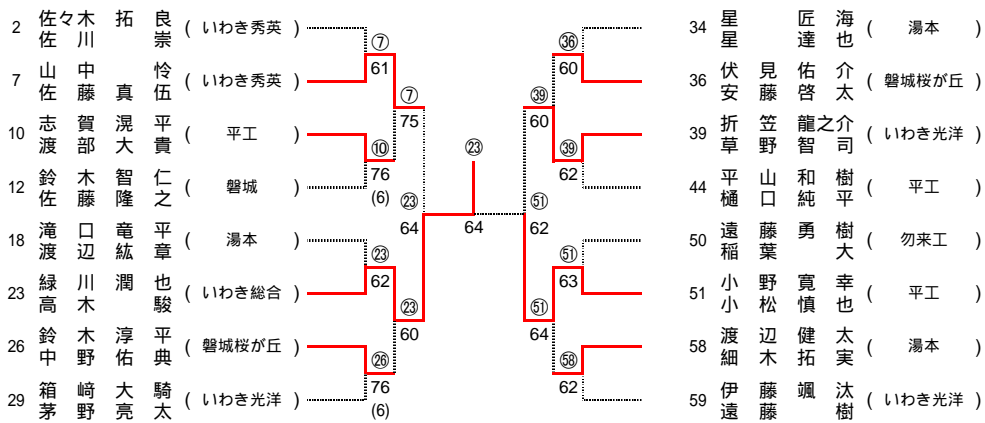 2 佐々木 拓 良 ( いわき秀英 )
佐 川 崇
7 山 中 怜 ( いわき秀英 )
佐 藤 真 伍
10 志 賀 滉 平 ( 平工 )
渡 部 大 貴
12 鈴 木 智 仁 ( 磐城 )
佐 藤 隆 之
18 滝 口 竜 平 ( 湯本 )
渡 辺 紘 章
23 緑 川 潤 也 ( いわき総合 )
高 木 駿
26 鈴 木 淳 平 ( 磐城桜が丘 )
中 野 佑 典
29 箱 﨑 大 騎 ( いわき光洋 )
茅 野 亮 太
⑦
61
⑦
75
⑩
76
(6)
㉓
64
㉓
62
㉓
60
㉖
76
(6)
㉓
64
㊱
60
㊴
60
㊴
62
51
62
51
63
51
64
58
62
34 星 匠 海 ( 湯本 )
星 達 也
36 伏 見 佑 介 ( 磐城桜が丘 )
安 藤 啓 太
39 折 笠 龍之介 ( いわき光洋 )
草 野 智 司
44 平 山 和 樹 ( 平工 )
樋 口 純 平
50 遠 藤 勇 樹 ( 勿来工 )
稲 葉 大
51 小 野 寛 幸 ( 平工 )
小 松 慎 也
58 渡 辺 健 太 ( 湯本 )
細 木 拓 実
59 伊 藤 颯 汰 ( いわき光洋 )
遠 藤 樹